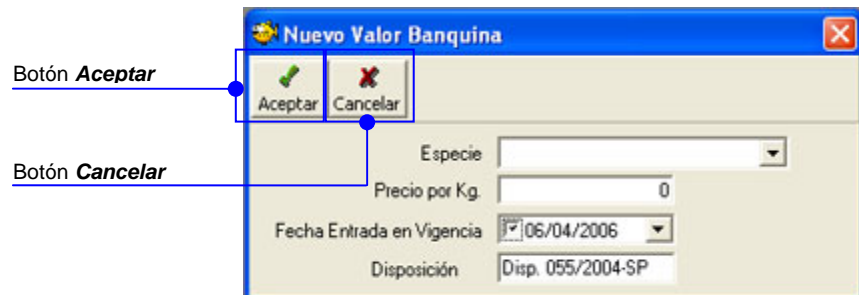 Nuevo Valor Banquina
Botón Aceptar
Aceptar Cancelar
Botón Cancelar
Especie
Precio por Kg. 0
Fecha Entrada en Vigencia 06/04/2006
Disposición Disp. 055/2004-SP